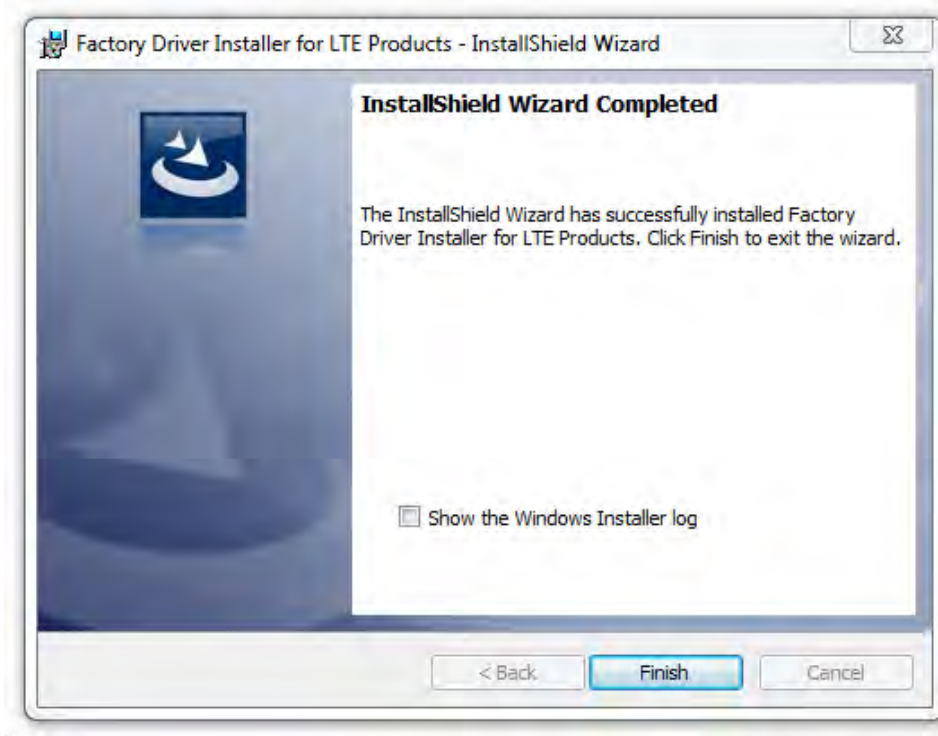 Factory Driver Installer for LTE Products - InstallShield Wizard
InstallShield Wizard Completed
The InstallShield Wizard has successfully installed Factory
Driver Installer for LTE Products. Click Finish to exit the wizard.
Show the Windows Installer log
< Back
Finish
Cancel